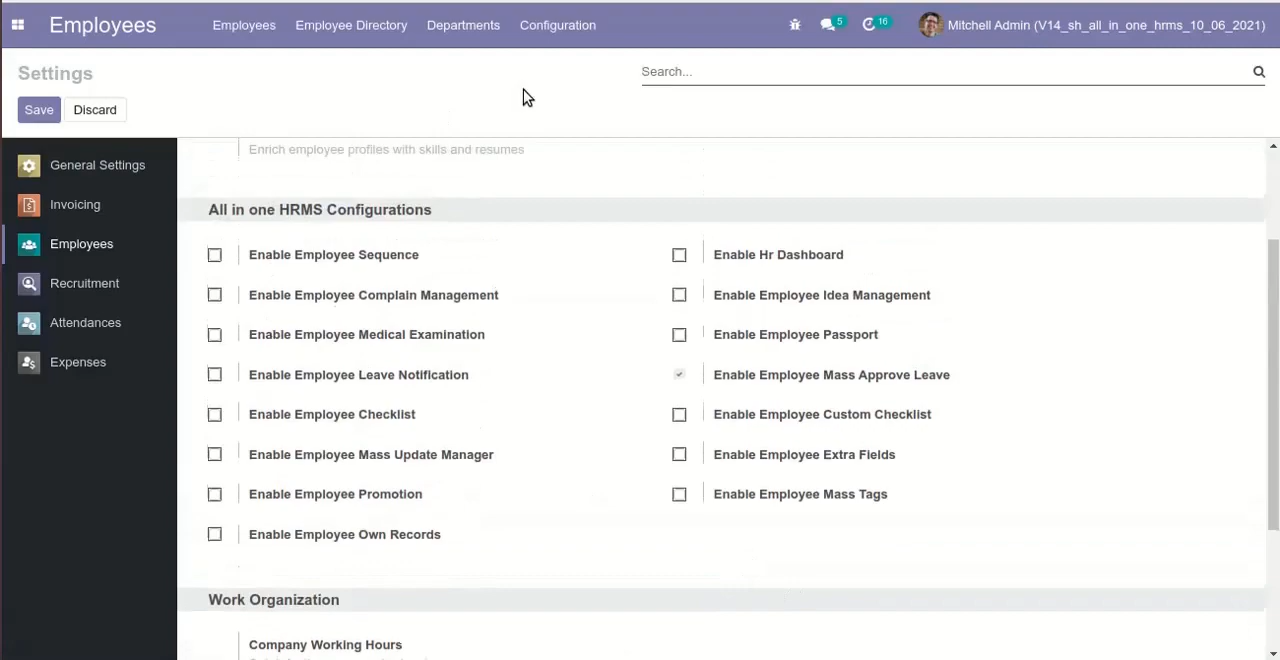 Employees Employees Employee Directory Departments Configuration 5 16 Mitchell Admin (V14_sh_all_in_one_hrms_10_06_2021)
Settings Search...
Save Discard
General Settings
Invoicing
Employees
Recruitment
Attendances
Expenses
Enrich employee profiles with skills and resumes
All in one HRMS Configurations
Enable Employee Sequence Enable Hr Dashboard
Enable Employee Complain Management Enable Employee Idea Management
Enable Employee Medical Examination Enable Employee Passport
Enable Employee Leave Notification Enable Employee Mass Approve Leave
Enable Employee Checklist Enable Employee Custom Checklist
Enable Employee Mass Update Manager Enable Employee Extra Fields
Enable Employee Promotion Enable Employee Mass Tags
Enable Employee Own Records
Work Organization
Company Working Hours